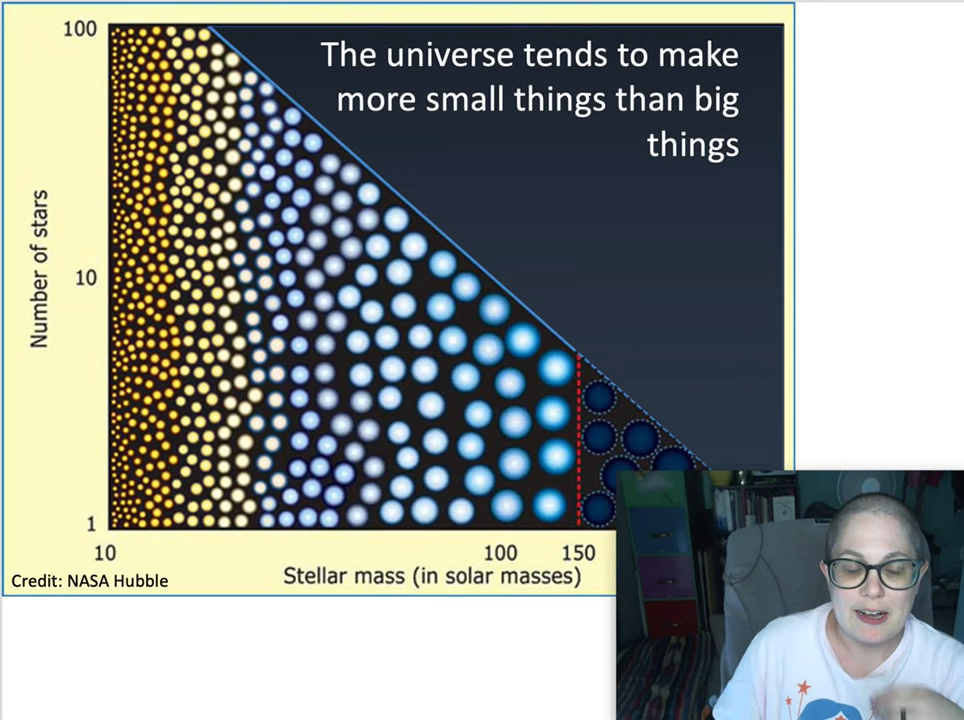 100
The universe tends to make
more small things than big
things
Number of stars
10
1
10
100
150
Credit: NASA Hubble
Stellar mass (in solar masses)